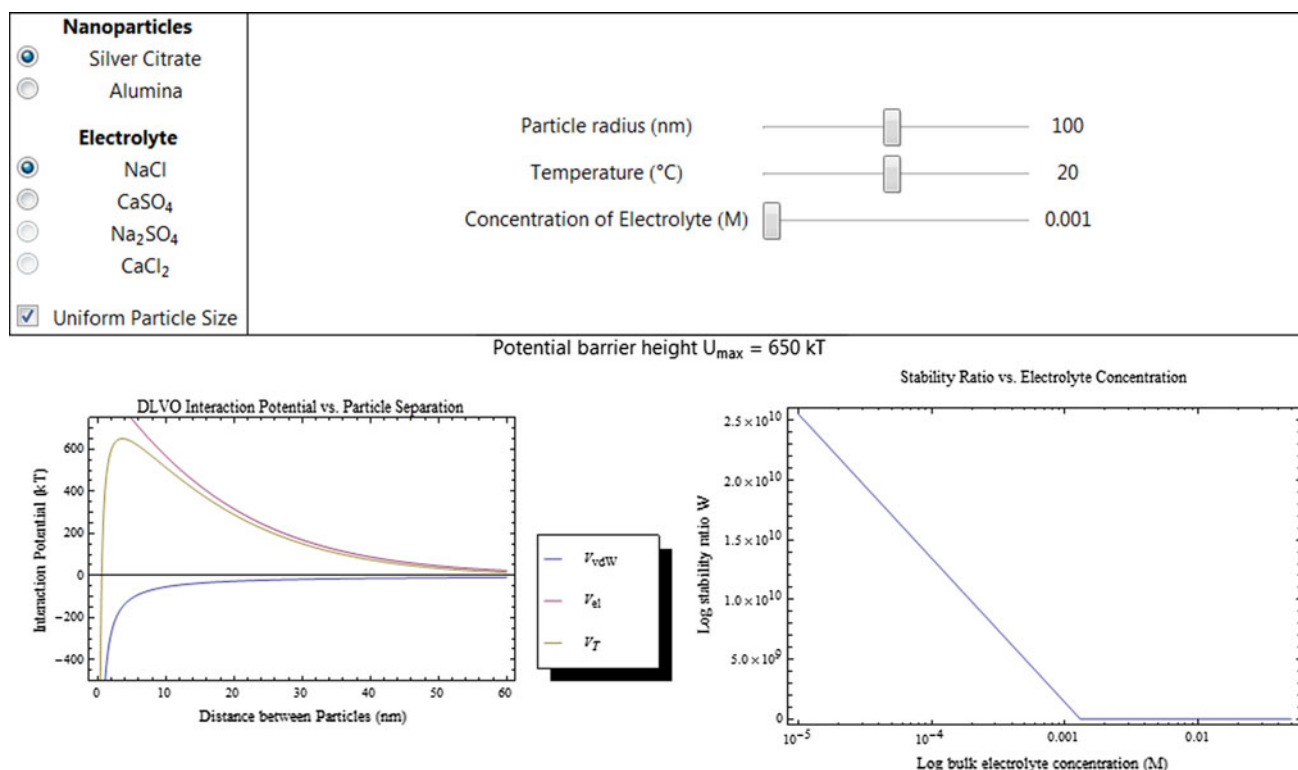 Nanoparticles
Silver Citrate
Alumina
Electrolyte
NaCl
CaSO₄
Na₂SO₄
CaCl₂
Uniform Particle Size
Particle radius (nm) 100
Temperature (°C) 20
Concentration of Electrolyte (M) 0.001
Potential barrier height Uₘₐₓ = 650 kT
DLVO Interaction Potential vs. Particle Separation
Interaction Potential (kT)
600
400
200
0
−200
−400
0 10 20 30 40 50 60
Distance between Particles (nm)
V_vdW
V_el
V_T
Stability Ratio vs. Electrolyte Concentration
Log stability ratio W
2.5×10¹⁰
2.0×10¹⁰
1.5×10¹⁰
1.0×10¹⁰
5.0×10⁹
0
10⁻⁵ 10⁻⁴ 0.001 0.01
Log bulk electrolyte concentration (M)